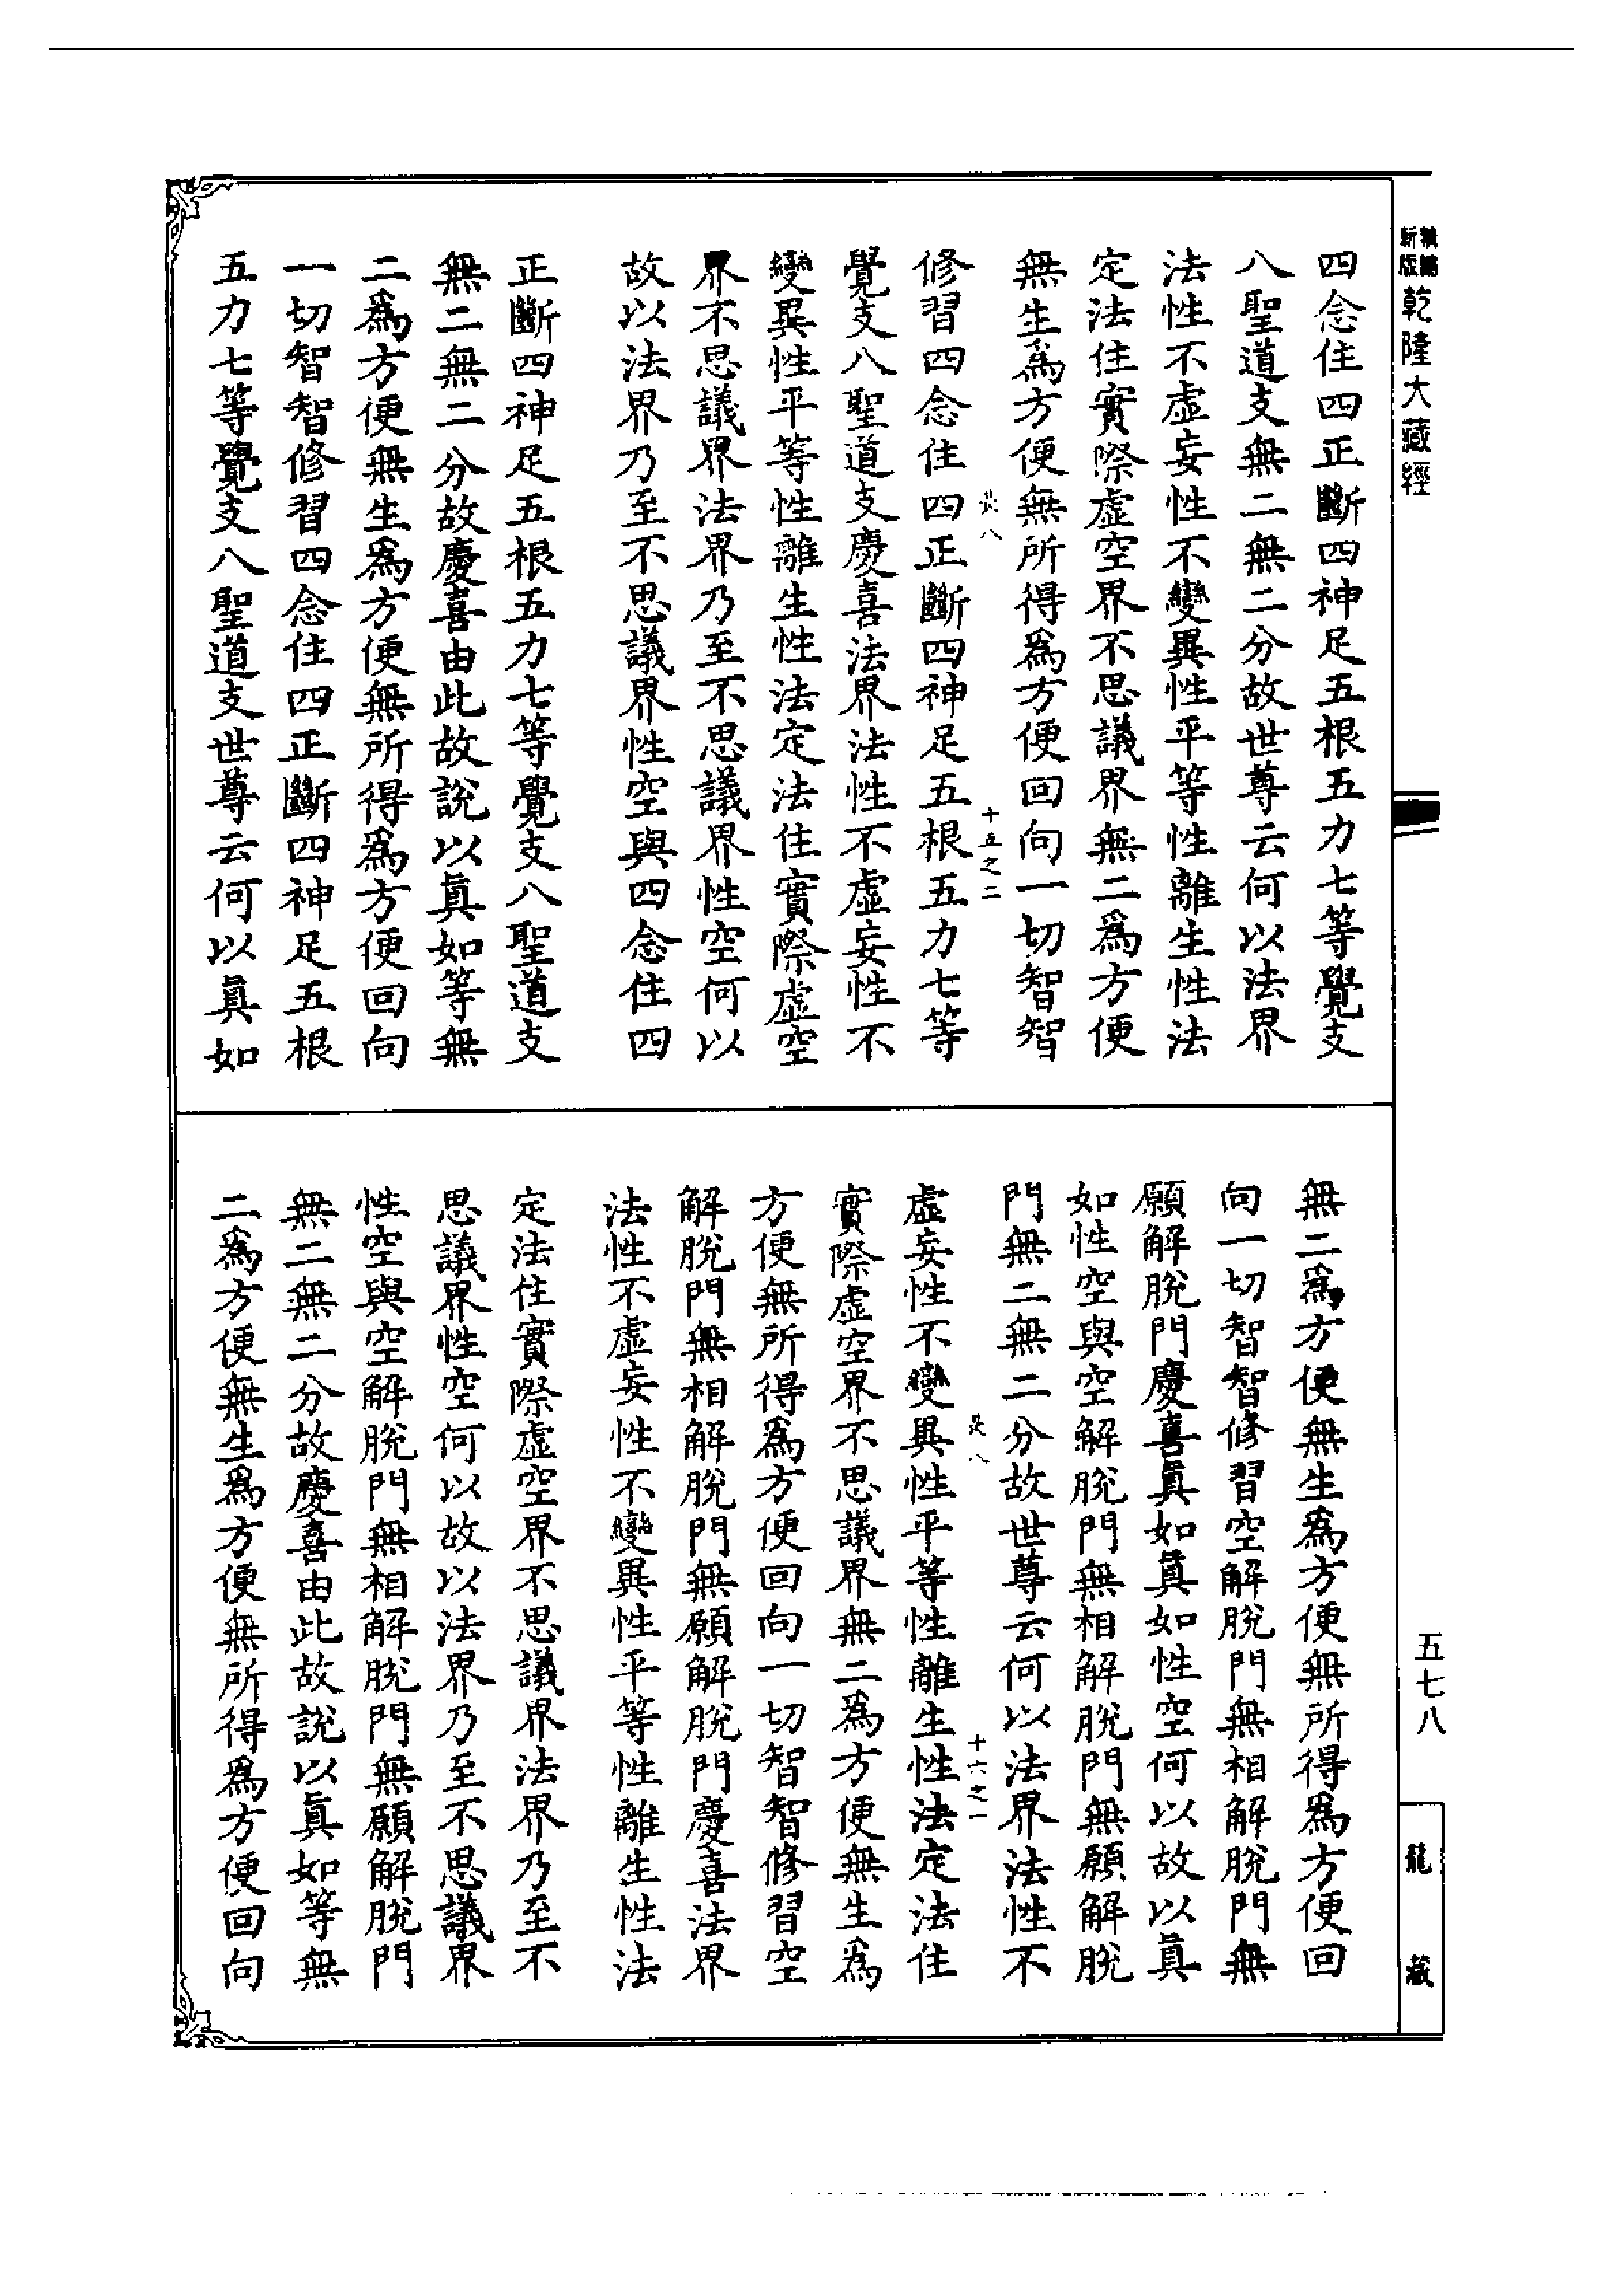 精編新版乾隆大藏經
四念住四正斷四神足五根五力七等覺支
八聖道支無二無二分故世尊云何以法界
法性不虛妄性不變異性平等性離生性法
定法住實際虛空界不思議界無二爲方便
無生爲方便無所得爲方便回向一切智智
八
十五之二
修習四念住四正斷四神足五根五力七等
覺支八聖道支慶喜法界法性不虛妄性不
變異性平等性離生性法定法住實際虛空
界不思議界法界乃至不思議界性空何以
故以法界乃至不思議界性空與四念住四
正斷四神足五根五力七等覺支八聖道支
無二無二分故慶喜由此故說以眞如等無
二爲方便無生爲方便無所得爲方便回向
一切智智修習四念住四正斷四神足五根
五力七等覺支八聖道支世尊云何以眞如
無二爲方便無生爲方便無所得爲方便回
向一切智智修習空解脫門無相解脫門無
願解脫門慶喜眞如眞如性空何以故以眞
如性空與空解脫門無相解脫門無願解脫
門無二無二分故世尊云何以法界法性不
八
十六之一
虛妄性不變異性平等性離生性法定法住
實際虛空界不思議界無二爲方便無生爲
方便無所得爲方便回向一切智智修習空
解脫門無相解脫門無願解脫門慶喜法界
法性不虛妄性不變異性平等性離生性法
定法住實際虛空界不思議界法界乃至不
思議界性空何以故以法界乃至不思議界
性空與空解脫門無相解脫門無願解脫門
無二無二分故慶喜由此故說以眞如等無
二爲方便無生爲方便無所得爲方便回向
五七八
龍藏